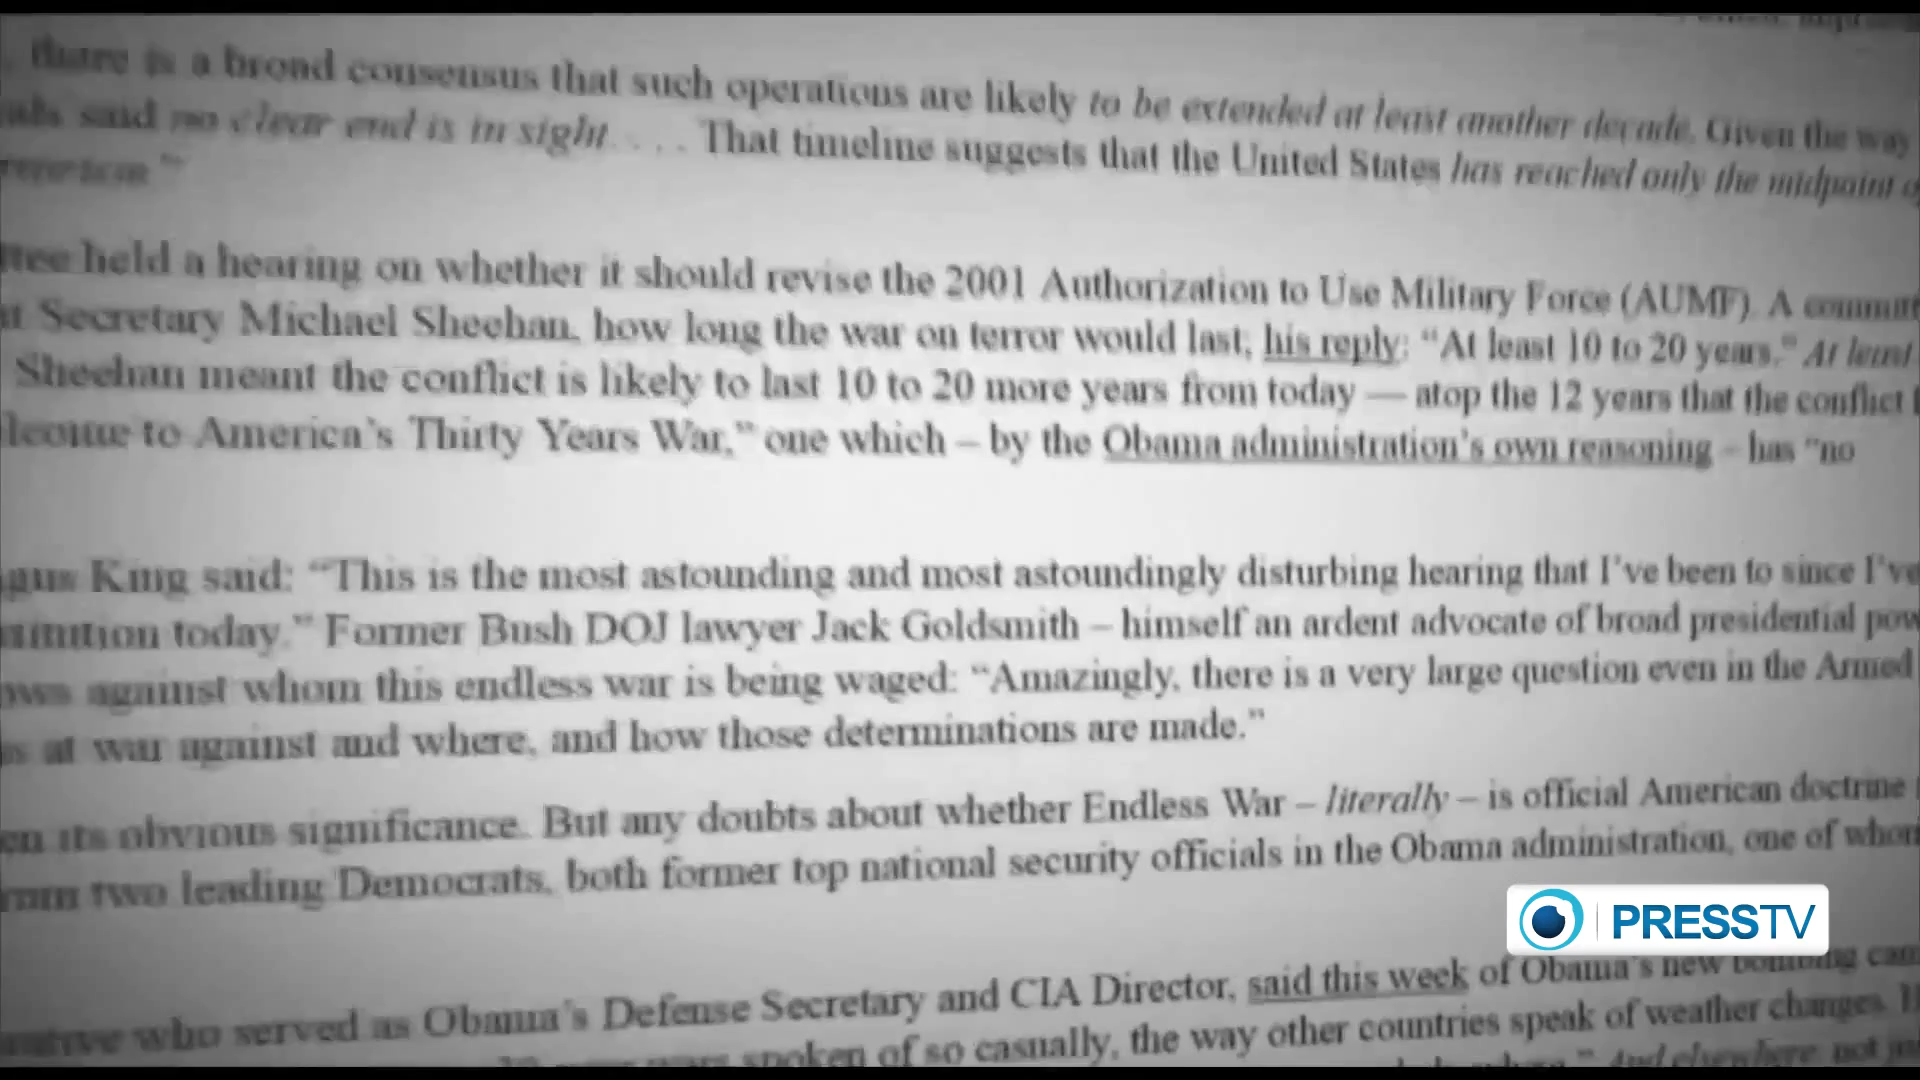 there is a broad consensus that such operations are likely to be extended at least another decade. Given the way
said no clear end is in sight. . . . That timeline suggests that the United States has reached only the midpoint
held a hearing on whether it should revise the 2001 Authorization to Use Military Force (AUMF). A
Secretary Michael Sheehan, how long the war on terror would last; his reply: “At least 10 to 20 years.” At least
Sheehan meant the conflict is likely to last 10 to 20 more years from today — atop the 12 years that the conflict
to America’s Thirty Years War,” one which – by the Obama administration’s own reasoning – has “no
gus King said: “This is the most astounding and most astoundingly disturbing hearing that I’ve been to since I’ve
today.” Former Bush DOJ lawyer Jack Goldsmith – himself an ardent advocate of broad presidential pow
against whom this endless war is being waged: “Amazingly, there is a very large question even in the Armed
at war against and where, and how those determinations are made.”
its obvious significance. But any doubts about whether Endless War – literally – is official American doctrine
two leading Democrats, both former top national security officials in the Obama administration, one of whom
PRESSTV
who served as Obama’s Defense Secretary and CIA Director, said this week of Obama’s new bombing
spoken of so casually, the way other countries speak of weather changes.
And elsewhere: not